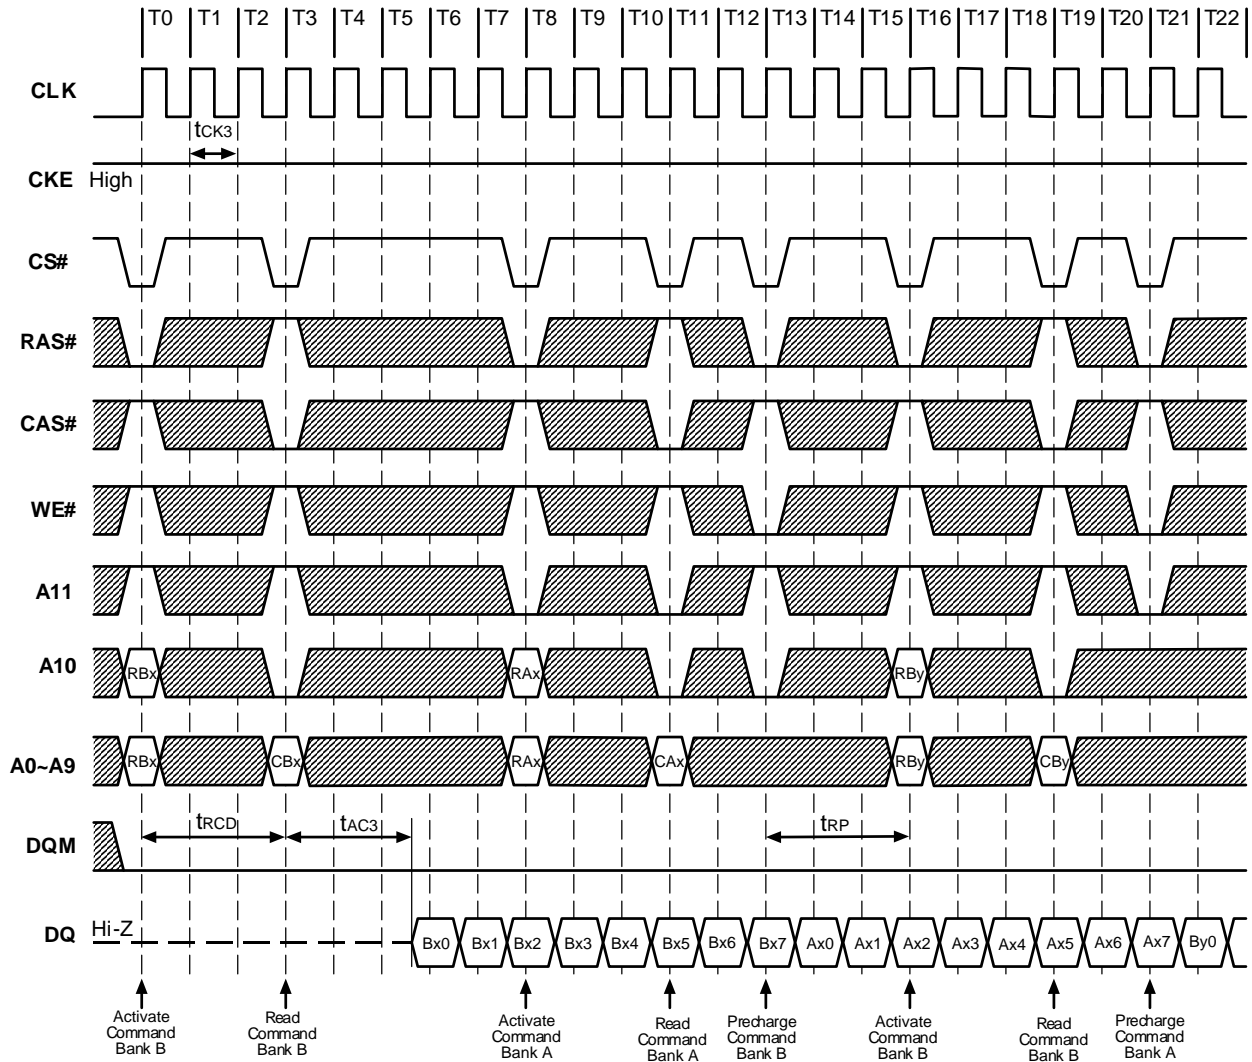 T0 T1 T2 T3 T4 T5 T6 T7 T8 T9 T10 T11 T12 T13 T14 T15 T16 T17 T18 T19 T20 T21 T22
CLK
tCK3
CKE High
CS#
RAS#
CAS#
WE#
A11
A10 RBx RAx RBy
A0~A9 RBx CBx RAx CAx RBy CBy
tRCD tAC3 tRP
DQM
DQ Hi-Z Bx0 Bx1 Bx2 Bx3 Bx4 Bx5 Bx6 Bx7 Ax0 Ax1 Ax2 Ax3 Ax4 Ax5 Ax6 Ax7 By0
Activate
Command
Bank B
Read
Command
Bank B
Activate
Command
Bank A
Read
Command
Bank A
Precharge
Command
Bank B
Activate
Command
Bank B
Read
Command
Bank B
Precharge
Command
Bank A